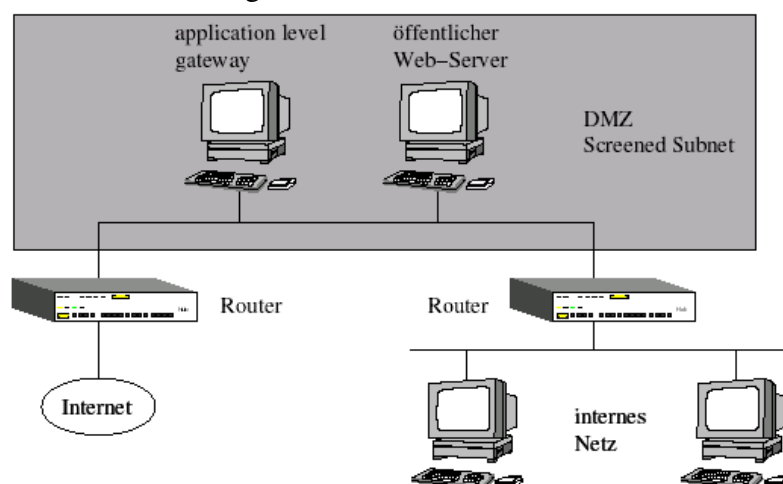 application level
gateway
öffentlicher
Web–Server
DMZ
Screened Subnet
Router
Router
Internet
internes
Netz